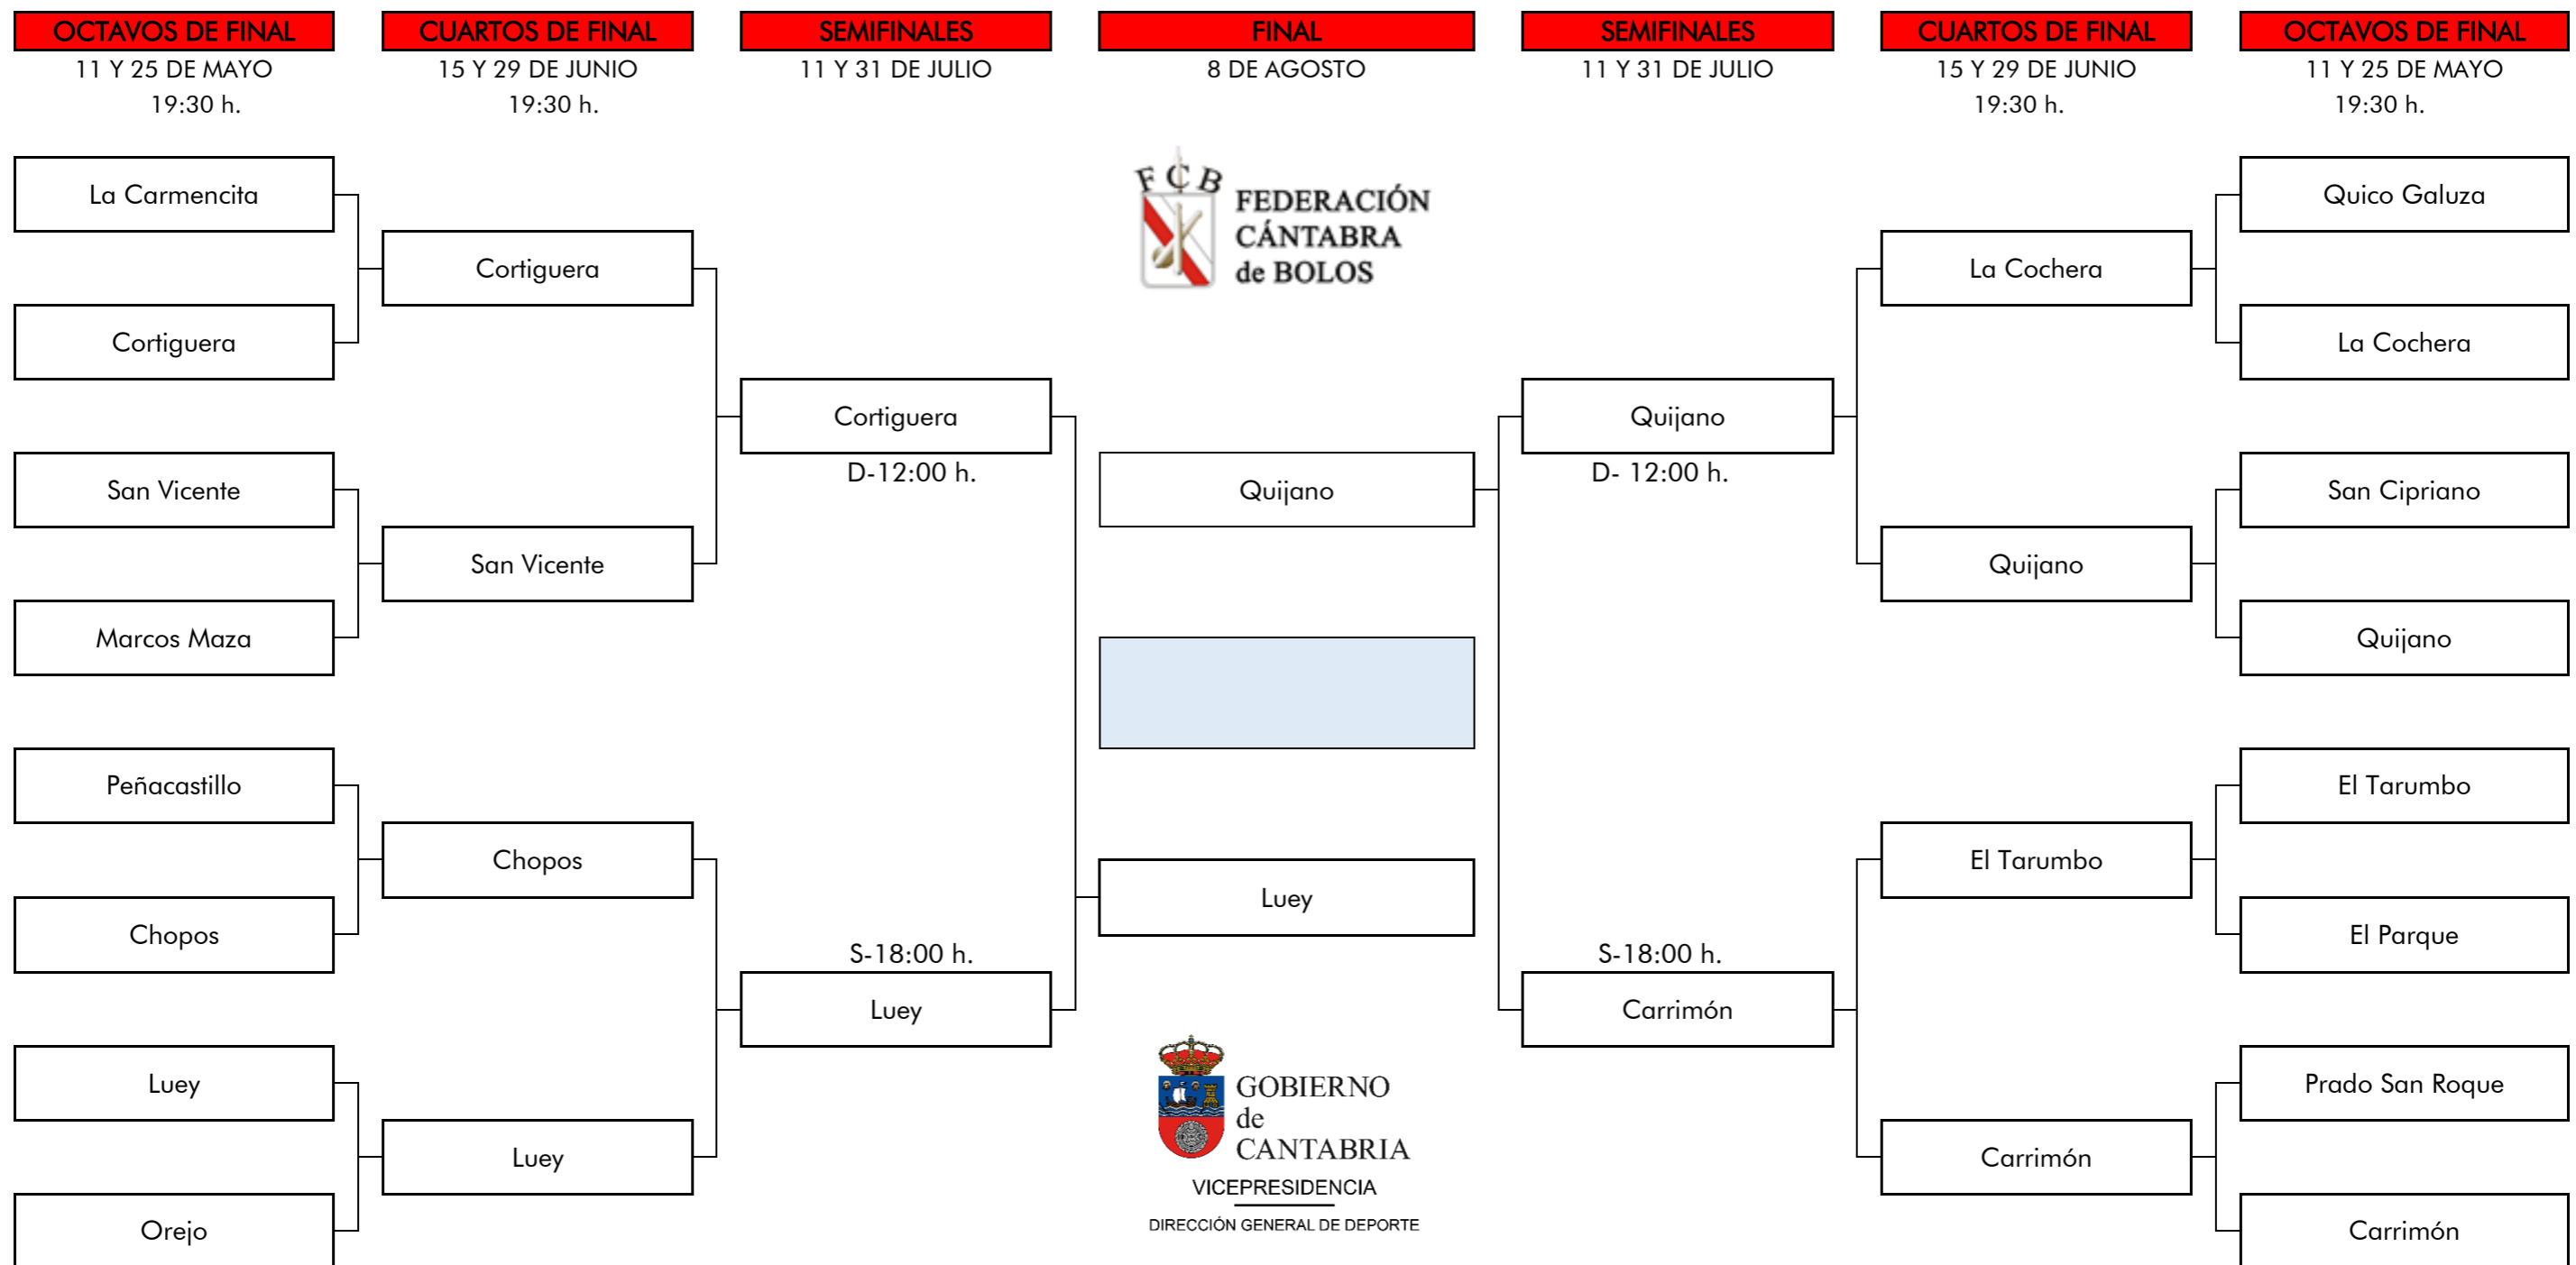 OCTAVOS DE FINAL
CUARTOS DE FINAL
SEMIFINALES
FINAL
SEMIFINALES
CUARTOS DE FINAL
OCTAVOS DE FINAL
11 Y 25 DE MAYO
15 Y 29 DE JUNIO
11 Y 31 DE JULIO
8 DE AGOSTO
11 Y 31 DE JULIO
15 Y 29 DE JUNIO
11 Y 25 DE MAYO
19:30 h.
19:30 h.
19:30 h.
19:30 h.
La Carmencita
Cortiguera
San Vicente
Marcos Maza
Peñacastillo
Chopos
Luey
Orejo
Cortiguera
San Vicente
Chopos
Luey
Cortiguera
D-12:00 h.
S-18:00 h.
Luey
FCB
FEDERACIÓN
CÁNTABRA
de BOLOS
Quijano
Luey
GOBIERNO
de
CANTABRIA
VICEPRESIDENCIA
DIRECCIÓN GENERAL DE DEPORTE
Quijano
D- 12:00 h.
S-18:00 h.
Carrimón
La Cochera
Quijano
El Tarumbo
Carrimón
Quico Galuza
La Cochera
San Cipriano
Quijano
El Tarumbo
El Parque
Prado San Roque
Carrimón